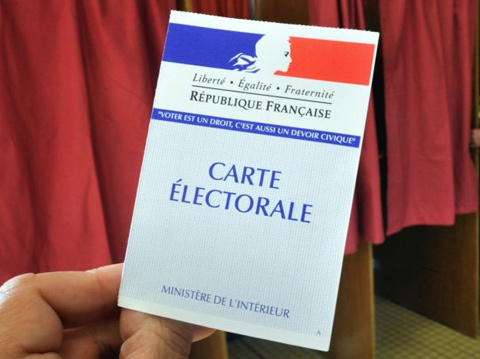 Liberté • Égalité • Fraternité
RÉPUBLIQUE FRANÇAISE
"VOTER EST UN DROIT, C'EST AUSSI UN DEVOIR CIVIQUE"
CARTE
ÉLECTORALE
MINISTÈRE DE L'INTÉRIEUR
A